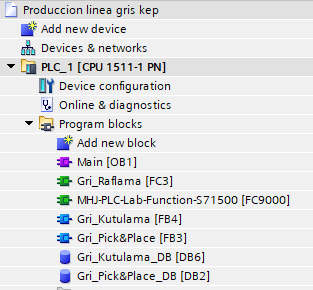 Produccion linea gris kep
Add new device
Devices & networks
PLC_1 [CPU 1511-1 PN]
Device configuration
Online & diagnostics
Program blocks
Add new block
Main [OB1]
Gri_Raflama [FC3]
MHJ-PLC-Lab-Function-S71500 [FC9000]
Gri_Kutulama [FB4]
Gri_Pick&Place [FB3]
Gri_Kutulama_DB [DB6]
Gri_Pick&Place_DB [DB2]